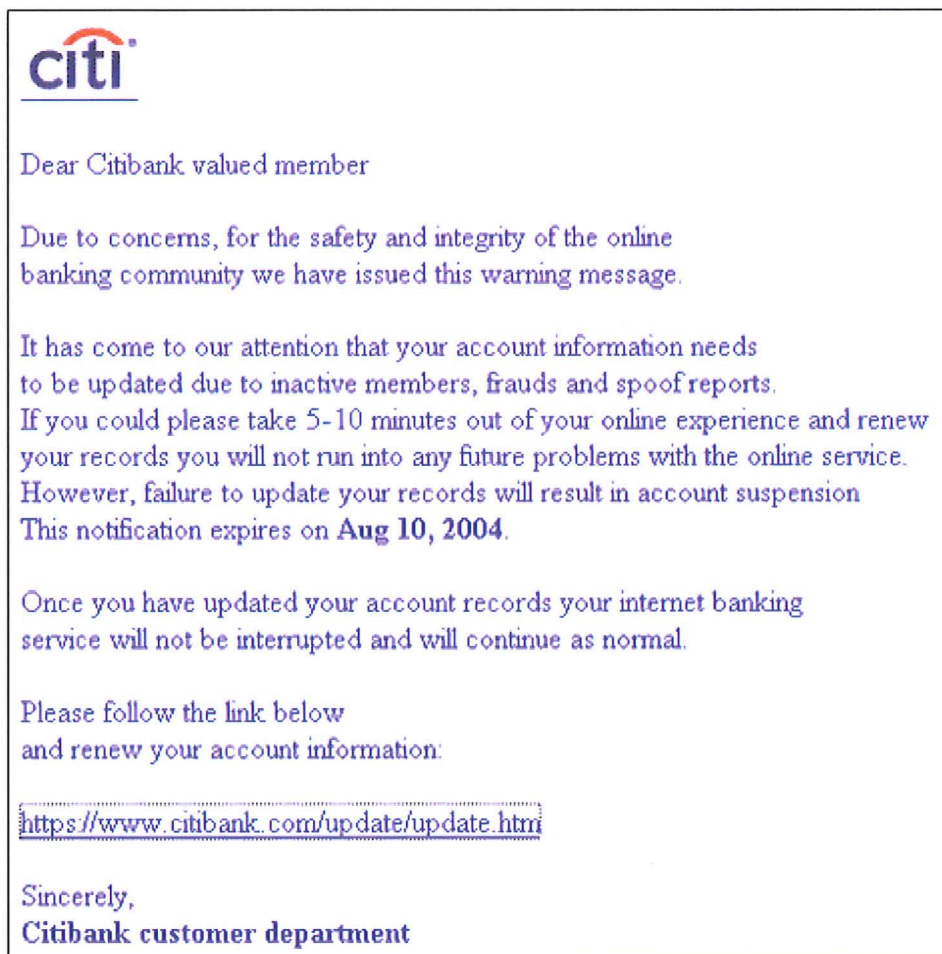 citi
Dear Citibank valued member
Due to concerns, for the safety and integrity of the online
banking community we have issued this warning message.
It has come to our attention that your account information needs
to be updated due to inactive members, frauds and spoof reports.
If you could please take 5-10 minutes out of your online experience and renew
your records you will not run into any future problems with the online service.
However, failure to update your records will result in account suspension
This notification expires on Aug 10, 2004.
Once you have updated your account records your internet banking
service will not be interrupted and will continue as normal.
Please follow the link below
and renew your account information:
https://www.citibank.com/update/update.htm
Sincerely,
Citibank customer department